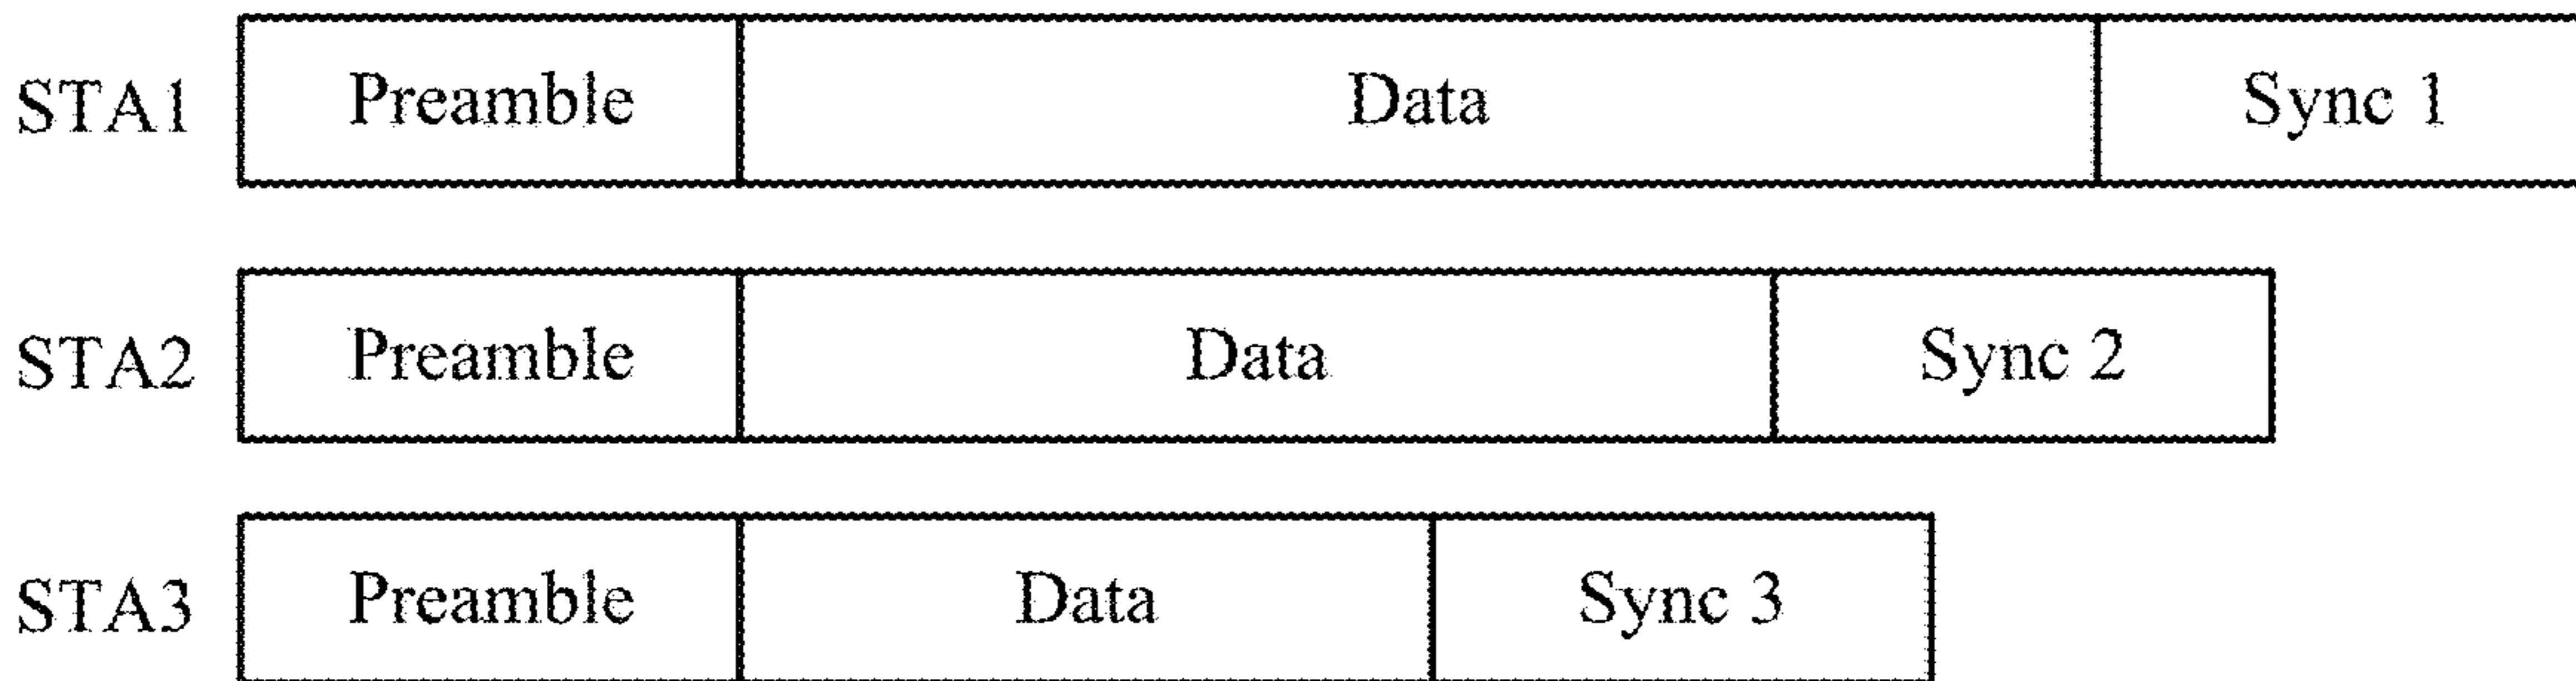 STA1 Preamble Data Sync 1
STA2 Preamble Data Sync 2
STA3 Preamble Data Sync 3